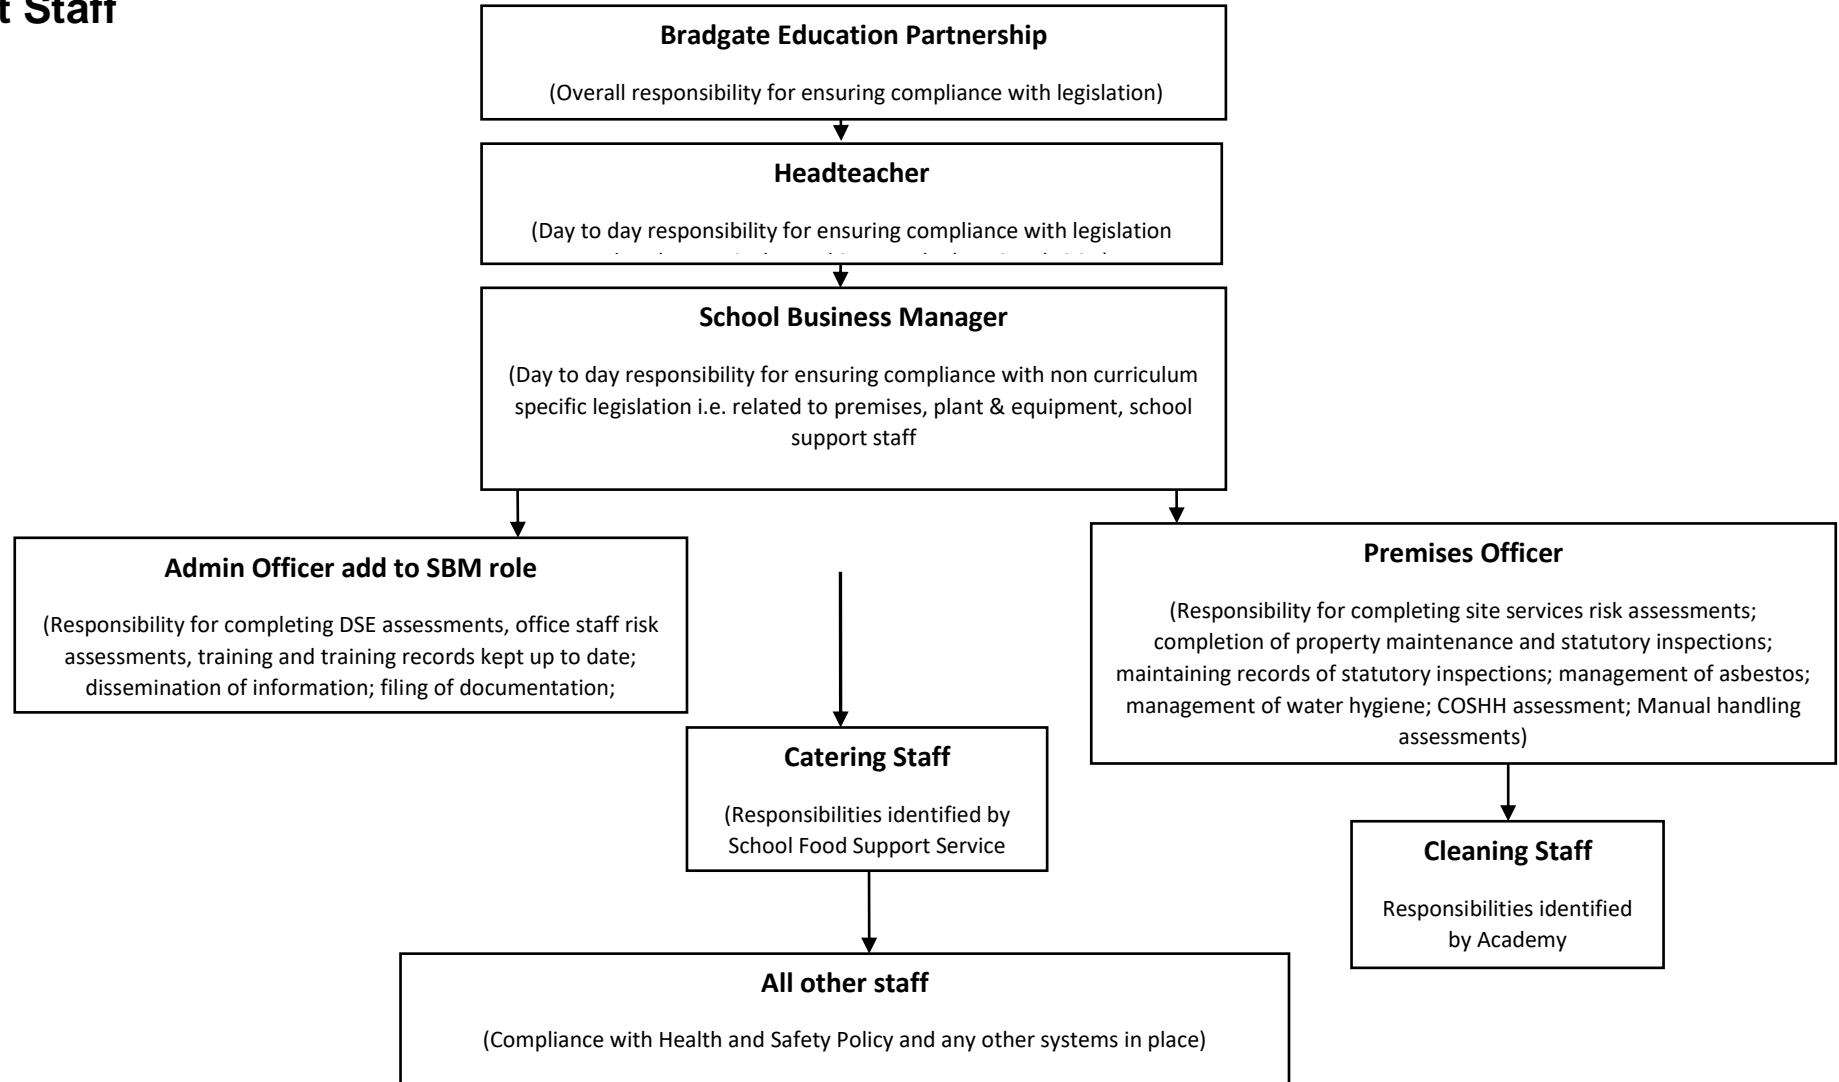 t Staff
Bradgate Education Partnership
(Overall responsibility for ensuring compliance with legislation)
Headteacher
(Day to day responsibility for ensuring compliance with legislation
School Business Manager
(Day to day responsibility for ensuring compliance with non curriculum
specific legislation i.e. related to premises, plant & equipment, school
support staff
Admin Officer add to SBM role
(Responsibility for completing DSE assessments, office staff risk
assessments, training and training records kept up to date;
dissemination of information; filing of documentation;
Premises Officer
(Responsibility for completing site services risk assessments;
completion of property maintenance and statutory inspections;
maintaining records of statutory inspections; management of asbestos;
management of water hygiene; COSHH assessment; Manual handling
assessments)
Catering Staff
(Responsibilities identified by
School Food Support Service
Cleaning Staff
Responsibilities identified
by Academy
All other staff
(Compliance with Health and Safety Policy and any other systems in place)